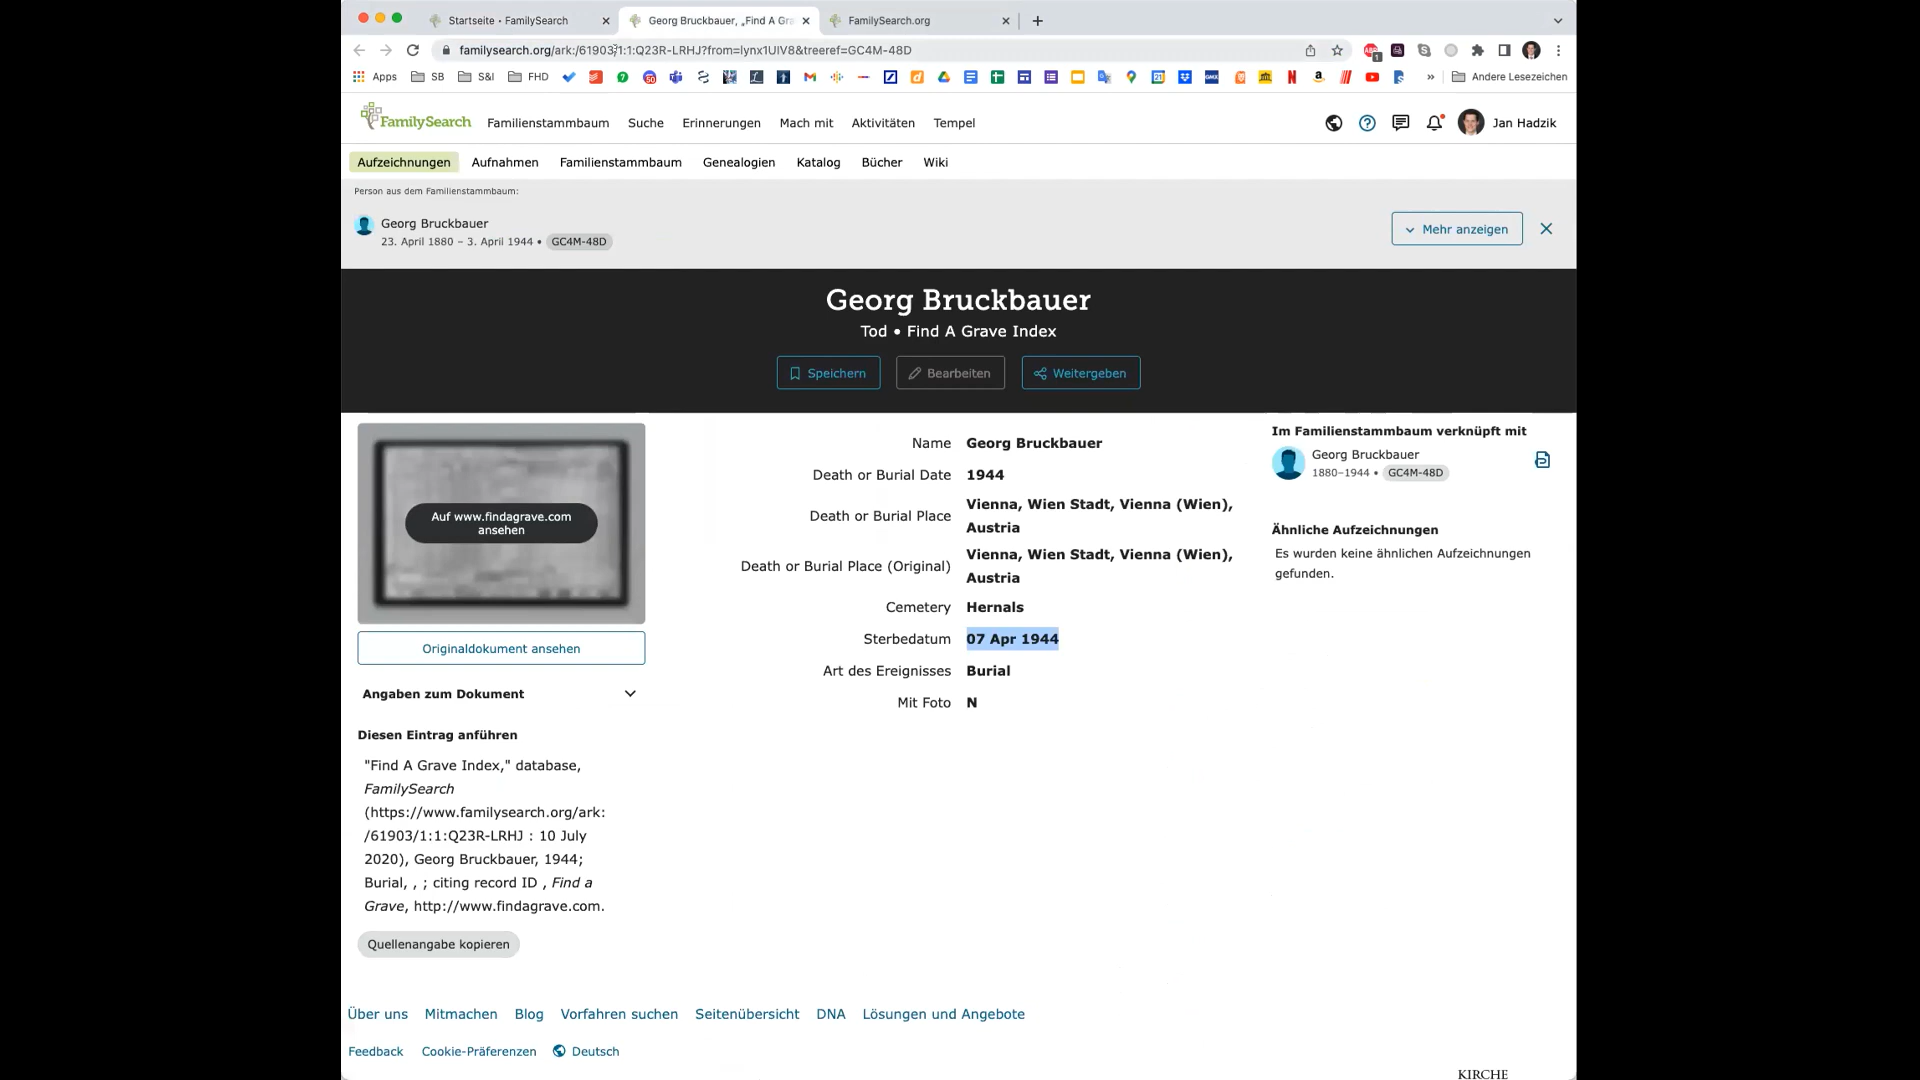 Startseite • FamilySearch
Georg Bruckbauer, „Find A Gra
FamilySearch.org
familysearch.org/ark:/61903/1:1:Q23R-LRHJ?from=lynx1UIV8&treeref=GC4M-48D
Apps
SB
S&I
FHD
Andere Lesezeichen
FamilySearch
Familienstammbaum
Suche
Erinnerungen
Mach mit
Aktivitäten
Tempel
Jan Hadzik
Aufzeichnungen
Aufnahmen
Familienstammbaum
Genealogien
Katalog
Bücher
Wiki
Person aus dem Familienstammbaum:
Georg Bruckbauer
23. April 1880 – 3. April 1944 • GC4M-48D
Mehr anzeigen
Georg Bruckbauer
Tod • Find A Grave Index
Speichern
Bearbeiten
Weitergeben
Auf www.findagrave.com
ansehen
Originaldokument ansehen
Angaben zum Dokument
Diesen Eintrag anführen
"Find A Grave Index," database,
FamilySearch
(https://www.familysearch.org/ark:
/61903/1:1:Q23R-LRHJ : 10 July
2020), Georg Bruckbauer, 1944;
Burial, , ; citing record ID , Find a
Grave, http://www.findagrave.com.
Quellenangabe kopieren
Name Georg Bruckbauer
Death or Burial Date 1944
Death or Burial Place Vienna, Wien Stadt, Vienna (Wien),
Austria
Death or Burial Place (Original) Vienna, Wien Stadt, Vienna (Wien),
Austria
Cemetery Hernals
Sterbedatum 07 Apr 1944
Art des Ereignisses Burial
Mit Foto N
Im Familienstammbaum verknüpft mit
Georg Bruckbauer
1880–1944 • GC4M-48D
Ähnliche Aufzeichnungen
Es wurden keine ähnlichen Aufzeichnungen
gefunden.
Über uns
Mitmachen
Blog
Vorfahren suchen
Seitenübersicht
DNA
Lösungen und Angebote
Feedback
Cookie-Präferenzen
Deutsch
KIRCHE